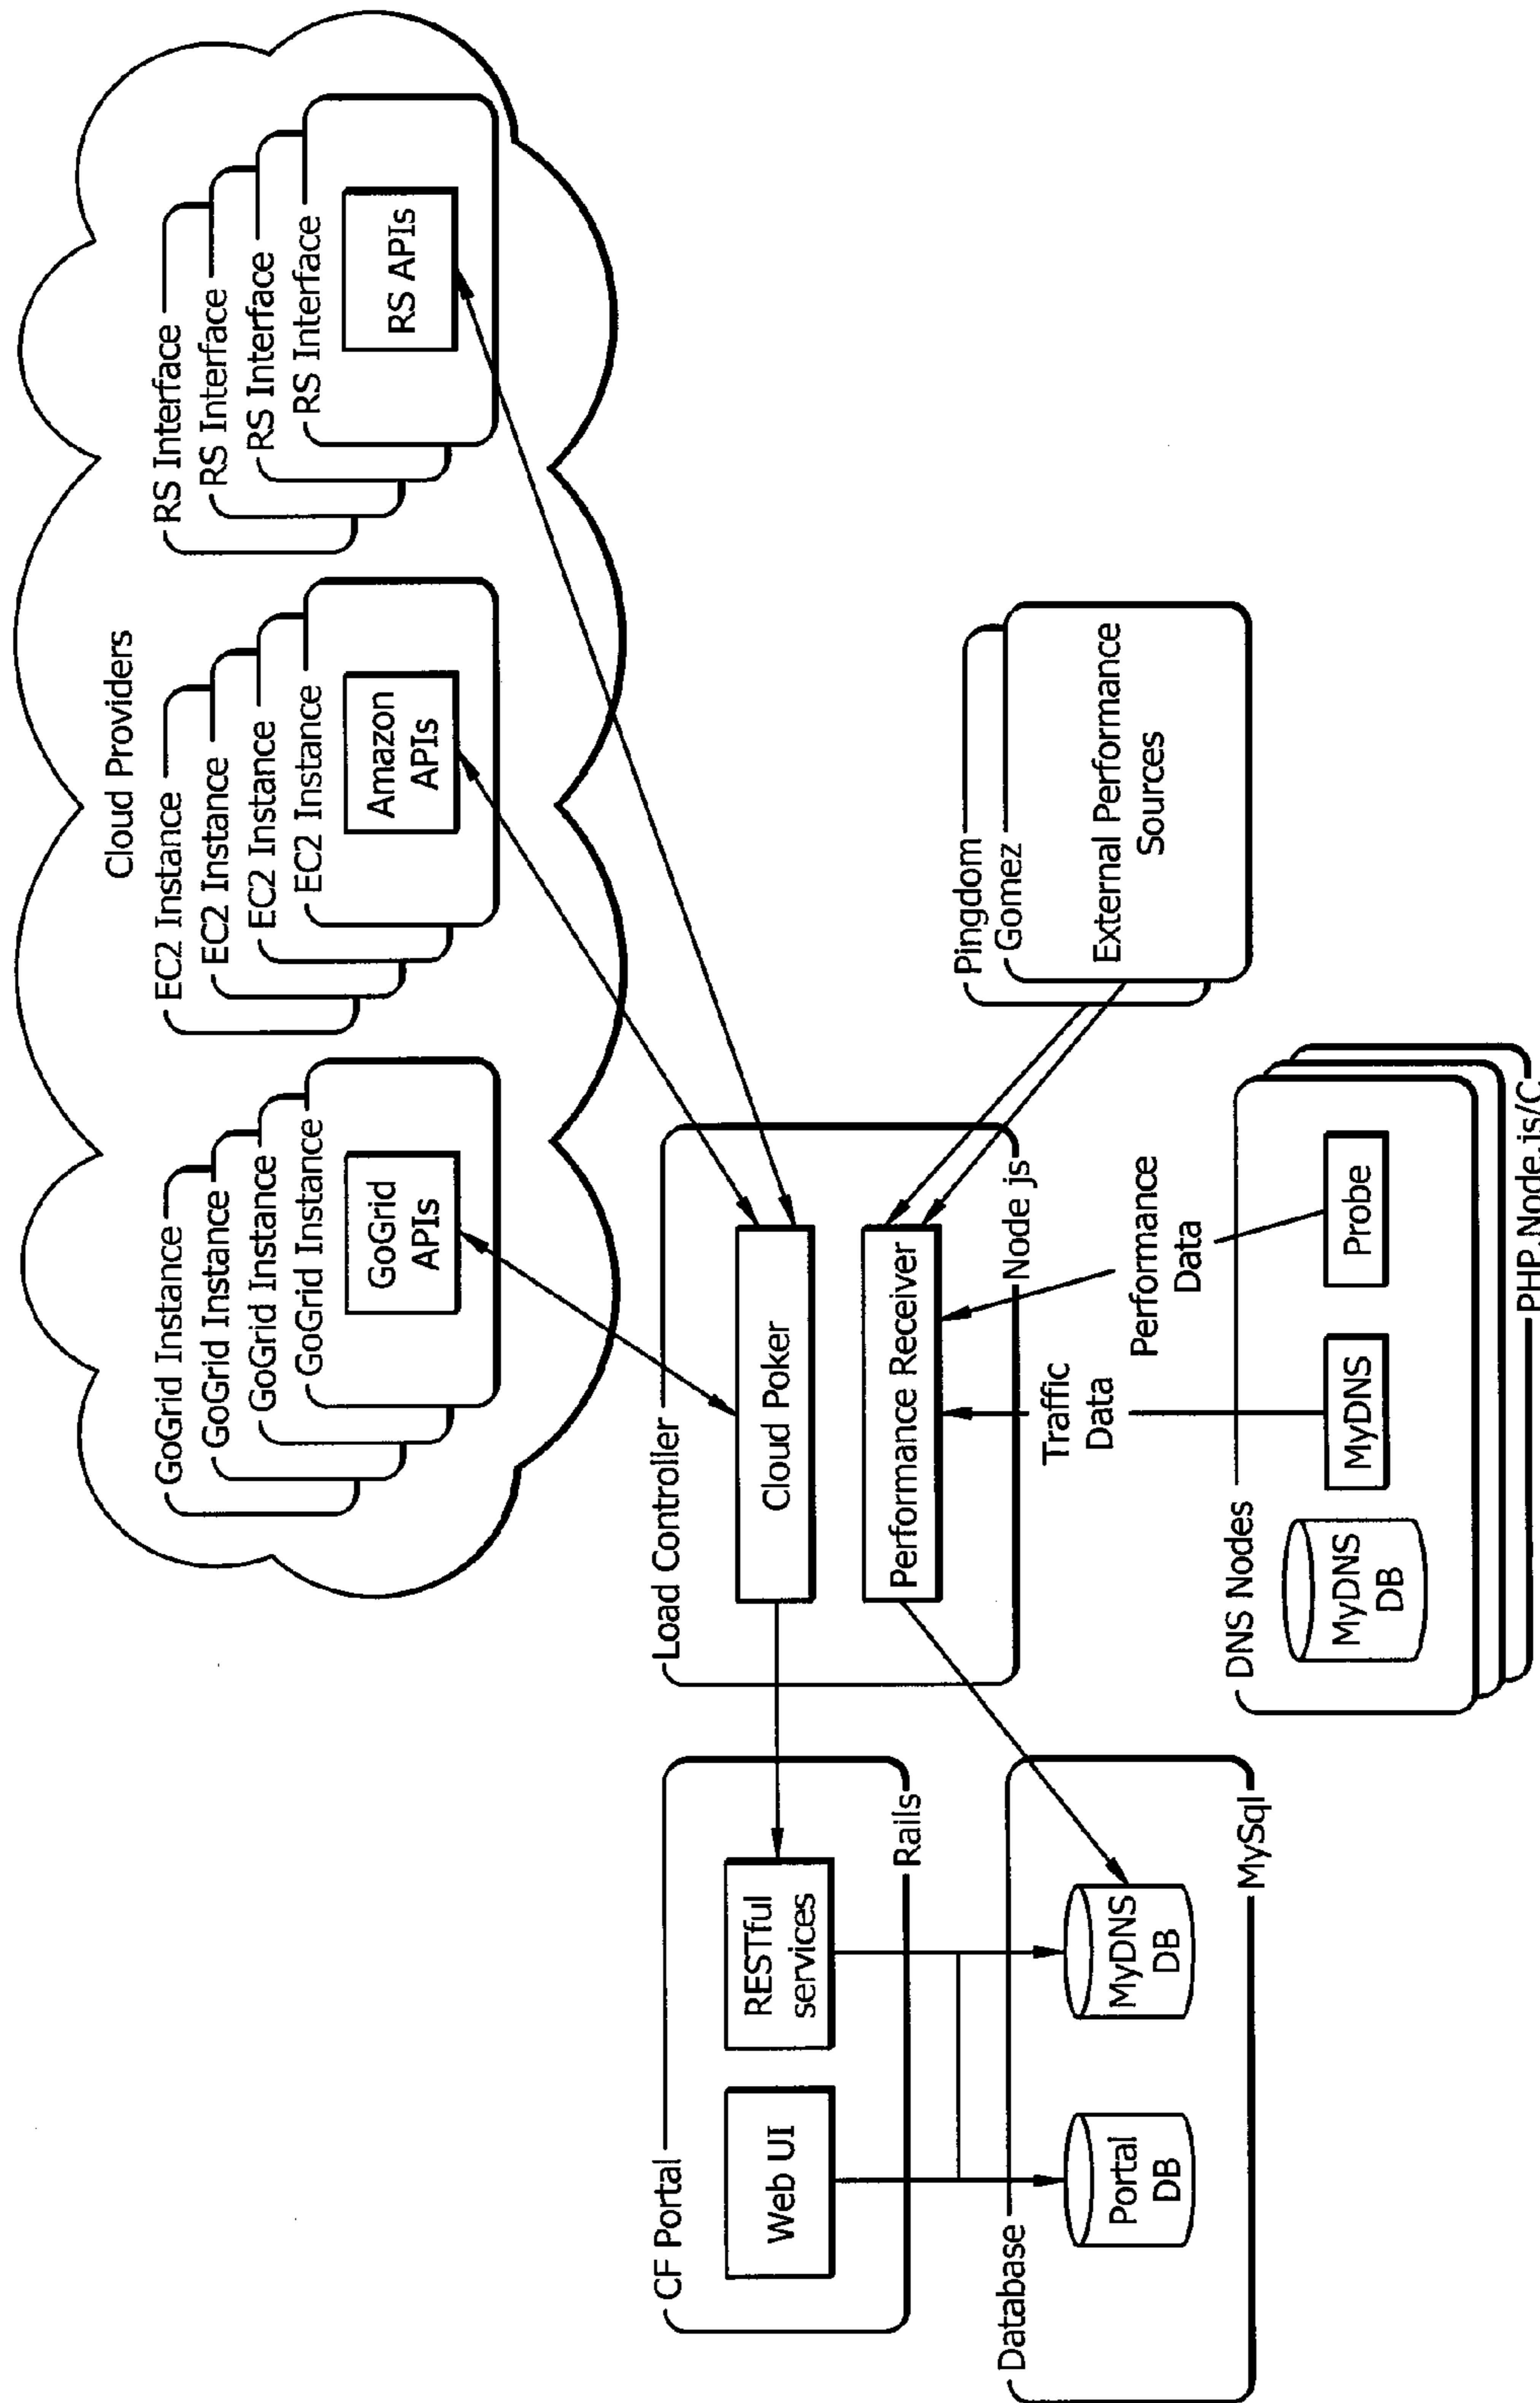 Cloud Providers
GoGrid Instance
GoGrid Instance
GoGrid Instance
GoGrid Instance
GoGrid
APIs
EC2 Instance
EC2 Instance
EC2 Instance
EC2 Instance
Amazon
APIs
RS Interface
RS Interface
RS Interface
RS Interface
RS APIs
CF Portal
Web UI
RESTful
services
Rails
Load Controller
Cloud Poker
Performance Receiver
Node js
Pingdom
Gomez
External Performance
Sources
Database
Portal
DB
MyDNS
DB
MySql
Traffic
Data
Performance
Data
DNS Nodes
MyDNS
DB
MyDNS
Probe
PHP.Node.js/C